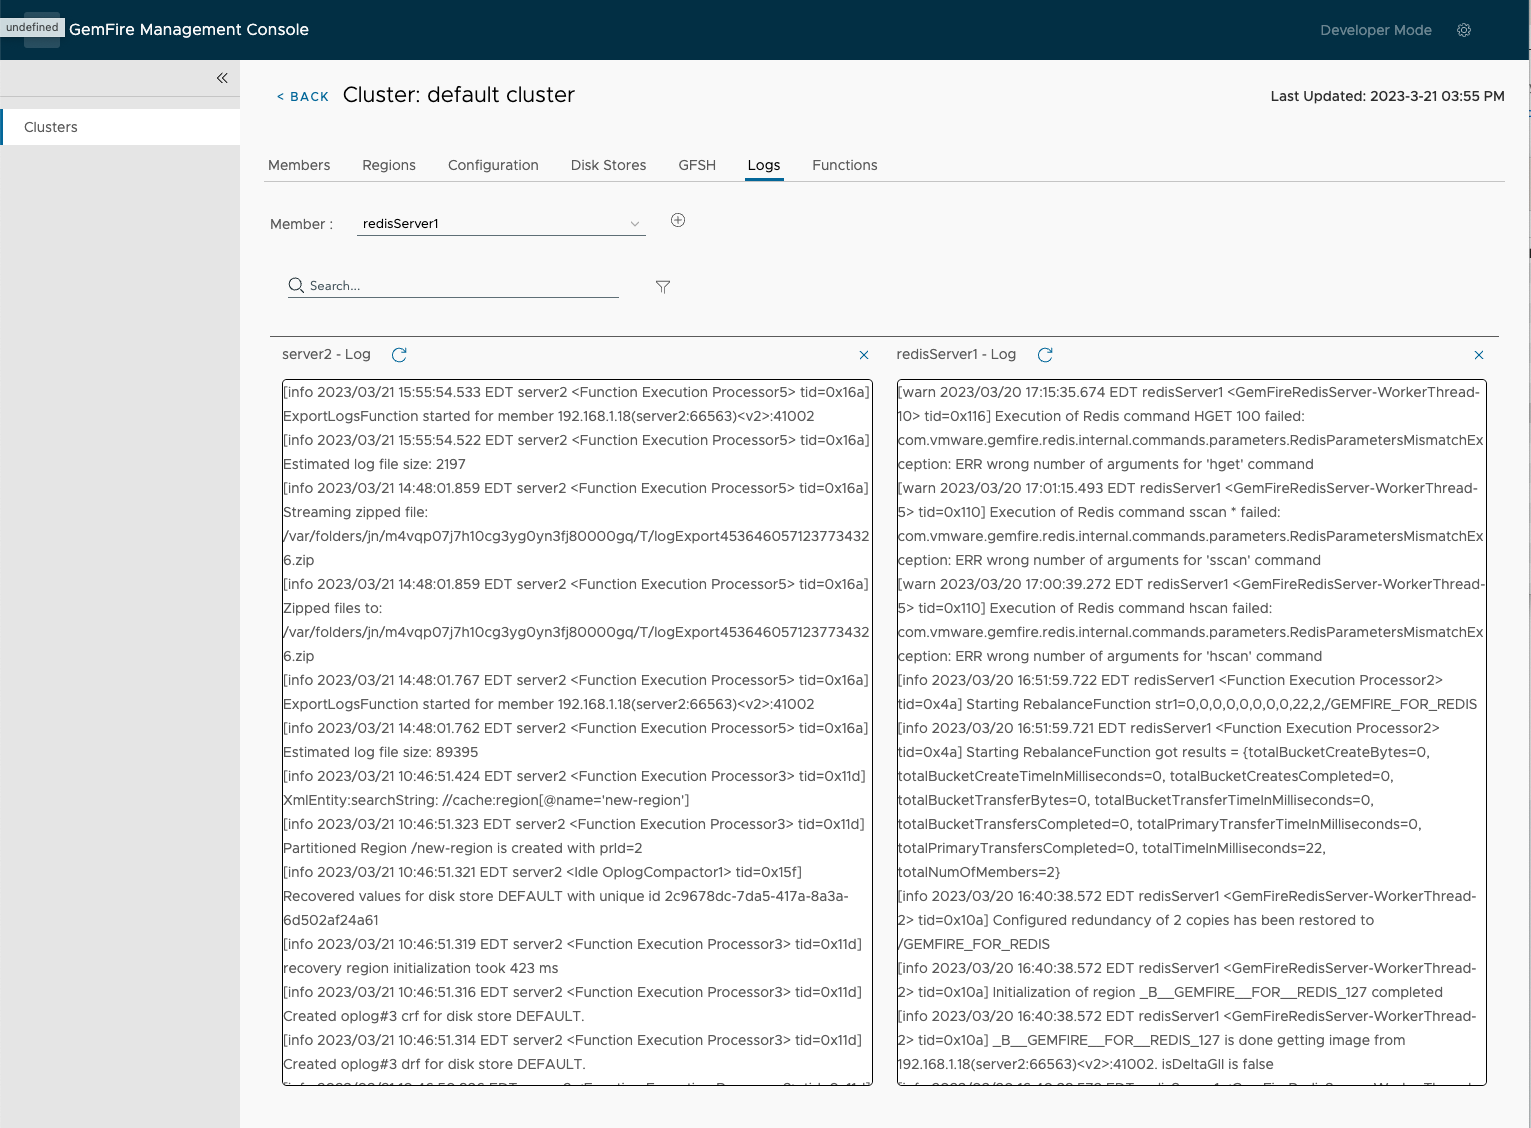 undefined
GemFire Management Console
Developer Mode
Clusters
< BACK
Cluster: default cluster
Last Updated: 2023-3-21 03:55 PM
Members
Regions
Configuration
Disk Stores
GFSH
Logs
Functions
Member :
redisServer1
Search...
server2 - Log
[info 2023/03/21 15:55:54.533 EDT server2 <Function Execution Processor5> tid=0x16a]
ExportLogsFunction started for member 192.168.1.18(server2:66563)<v2>:41002
[info 2023/03/21 15:55:54.522 EDT server2 <Function Execution Processor5> tid=0x16a]
Estimated log file size: 2197
[info 2023/03/21 14:48:01.859 EDT server2 <Function Execution Processor5> tid=0x16a]
Streaming zipped file:
/var/folders/jn/m4vqp07j7h10cg3yg0yn3fj80000gq/T/logExport453646057123773432
6.zip
[info 2023/03/21 14:48:01.859 EDT server2 <Function Execution Processor5> tid=0x16a]
Zipped files to:
/var/folders/jn/m4vqp07j7h10cg3yg0yn3fj80000gq/T/logExport453646057123773432
6.zip
[info 2023/03/21 14:48:01.767 EDT server2 <Function Execution Processor5> tid=0x16a]
ExportLogsFunction started for member 192.168.1.18(server2:66563)<v2>:41002
[info 2023/03/21 14:48:01.762 EDT server2 <Function Execution Processor5> tid=0x16a]
Estimated log file size: 89395
[info 2023/03/21 10:46:51.424 EDT server2 <Function Execution Processor3> tid=0x11d]
XmlEntity:searchString: //cache:region[@name='new-region']
[info 2023/03/21 10:46:51.323 EDT server2 <Function Execution Processor3> tid=0x11d]
Partitioned Region /new-region is created with prId=2
[info 2023/03/21 10:46:51.321 EDT server2 <Idle OplogCompactor1> tid=0x15f]
Recovered values for disk store DEFAULT with unique id 2c9678dc-7da5-417a-8a3a-
6d502af24a61
[info 2023/03/21 10:46:51.319 EDT server2 <Function Execution Processor3> tid=0x11d]
recovery region initialization took 423 ms
[info 2023/03/21 10:46:51.316 EDT server2 <Function Execution Processor3> tid=0x11d]
Created oplog#3 crf for disk store DEFAULT.
[info 2023/03/21 10:46:51.314 EDT server2 <Function Execution Processor3> tid=0x11d]
Created oplog#3 drf for disk store DEFAULT.
redisServer1 - Log
[warn 2023/03/20 17:15:35.674 EDT redisServer1 <GemFireRedisServer-WorkerThread-
10> tid=0x116] Execution of Redis command HGET 100 failed:
com.vmware.gemfire.redis.internal.commands.parameters.RedisParametersMismatchEx
ception: ERR wrong number of arguments for 'hget' command
[warn 2023/03/20 17:01:15.493 EDT redisServer1 <GemFireRedisServer-WorkerThread-
5> tid=0x110] Execution of Redis command sscan * failed:
com.vmware.gemfire.redis.internal.commands.parameters.RedisParametersMismatchEx
ception: ERR wrong number of arguments for 'sscan' command
[warn 2023/03/20 17:00:39.272 EDT redisServer1 <GemFireRedisServer-WorkerThread-
5> tid=0x110] Execution of Redis command hscan failed:
com.vmware.gemfire.redis.internal.commands.parameters.RedisParametersMismatchEx
ception: ERR wrong number of arguments for 'hscan' command
[info 2023/03/20 16:51:59.722 EDT redisServer1 <Function Execution Processor2>
tid=0x4a] Starting RebalanceFunction str1=0,0,0,0,0,0,0,0,22,2,/GEMFIRE_FOR_REDIS
[info 2023/03/20 16:51:59.721 EDT redisServer1 <Function Execution Processor2>
tid=0x4a] Starting RebalanceFunction got results = {totalBucketCreateBytes=0,
totalBucketCreateTimeInMilliseconds=0, totalBucketCreatesCompleted=0,
totalBucketTransferBytes=0, totalBucketTransferTimeInMilliseconds=0,
totalBucketTransfersCompleted=0, totalPrimaryTransferTimeInMilliseconds=0,
totalPrimaryTransfersCompleted=0, totalTimeInMilliseconds=22,
totalNumOfMembers=2}
[info 2023/03/20 16:40:38.572 EDT redisServer1 <GemFireRedisServer-WorkerThread-
2> tid=0x10a] Configured redundancy of 2 copies has been restored to
/GEMFIRE_FOR_REDIS
[info 2023/03/20 16:40:38.572 EDT redisServer1 <GemFireRedisServer-WorkerThread-
2> tid=0x10a] Initialization of region _B__GEMFIRE__FOR__REDIS_127 completed
[info 2023/03/20 16:40:38.572 EDT redisServer1 <GemFireRedisServer-WorkerThread-
2> tid=0x10a] _B__GEMFIRE__FOR__REDIS_127 is done getting image from
192.168.1.18(server2:66563)<v2>:41002. isDeltaGII is false